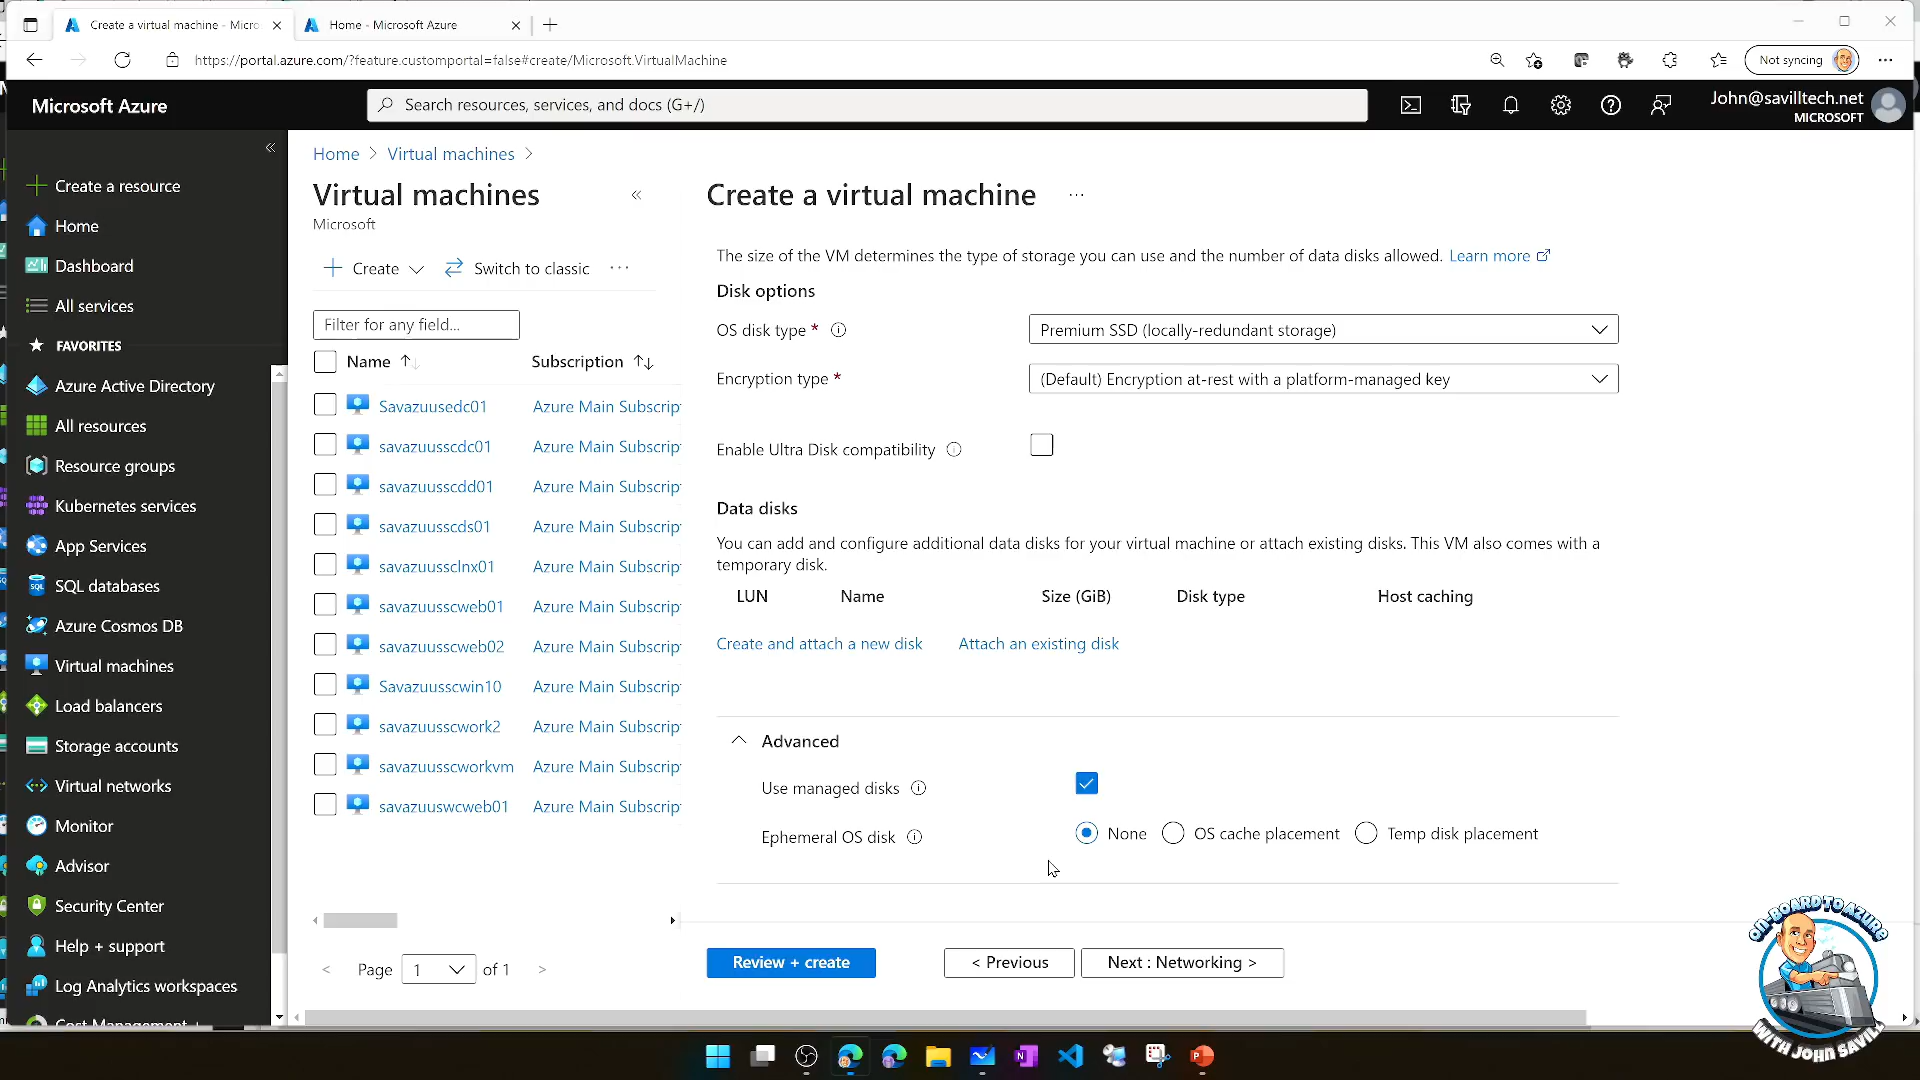 Create a virtual machine - Micro
Home - Microsoft Azure
https://portal.azure.com/?feature.customportal=false#create/Microsoft.VirtualMachine
Not syncing
Microsoft Azure
Search resources, services, and docs (G+/)
John@savilltech.net
MICROSOFT
Create a resource
Home
Dashboard
All services
FAVORITES
Azure Active Directory
All resources
Resource groups
Kubernetes services
App Services
SQL databases
Azure Cosmos DB
Virtual machines
Load balancers
Storage accounts
Virtual networks
Monitor
Advisor
Security Center
Help + support
Log Analytics workspaces
Cost Management +
Home > Virtual machines >
Virtual machines
Microsoft
Create
Switch to classic
Filter for any field...
Name Subscription
Savazuusedc01 Azure Main Subscrip
savazuusscdc01 Azure Main Subscrip
savazuusscdd01 Azure Main Subscrip
savazuusscds01 Azure Main Subscrip
savazuussclnx01 Azure Main Subscrip
savazuusscweb01 Azure Main Subscrip
savazuusscweb02 Azure Main Subscrip
Savazuusscwin10 Azure Main Subscrip
savazuusscwork2 Azure Main Subscrip
savazuusscworkvm Azure Main Subscrip
savazuuswcweb01 Azure Main Subscrip
< Page 1 of 1 >
Create a virtual machine ...
The size of the VM determines the type of storage you can use and the number of data disks allowed. Learn more
Disk options
OS disk type *
Premium SSD (locally-redundant storage)
Encryption type *
(Default) Encryption at-rest with a platform-managed key
Enable Ultra Disk compatibility
Data disks
You can add and configure additional data disks for your virtual machine or attach existing disks. This VM also comes with a
temporary disk.
LUN Name Size (GiB) Disk type Host caching
Create and attach a new disk Attach an existing disk
Advanced
Use managed disks
Ephemeral OS disk
None OS cache placement Temp disk placement
Review + create
< Previous
Next : Networking >
ON-BOARD TO AZURE
WITH JOHN SAVILL